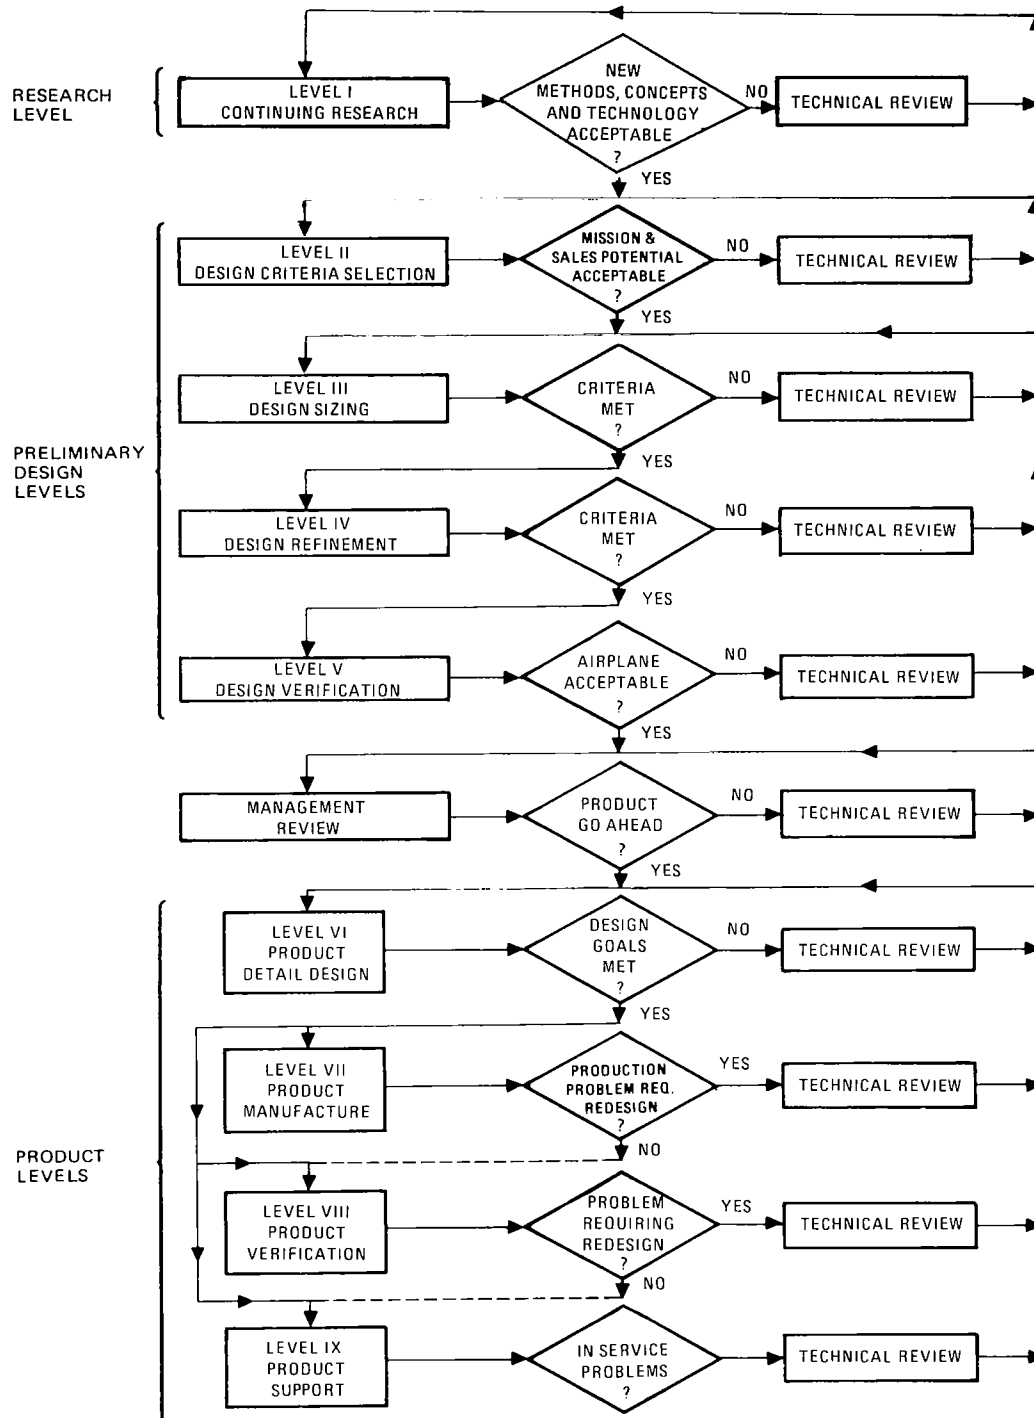 RESEARCH
LEVEL
LEVEL I
CONTINUING RESEARCH
NEW
METHODS, CONCEPTS
AND TECHNOLOGY
ACCEPTABLE
?
NO
TECHNICAL REVIEW
YES
PRELIMINARY
DESIGN
LEVELS
LEVEL II
DESIGN CRITERIA SELECTION
MISSION &
SALES POTENTIAL
ACCEPTABLE
?
NO
TECHNICAL REVIEW
YES
LEVEL III
DESIGN SIZING
CRITERIA
MET
?
NO
TECHNICAL REVIEW
YES
LEVEL IV
DESIGN REFINEMENT
CRITERIA
MET
?
NO
TECHNICAL REVIEW
YES
LEVEL V
DESIGN VERIFICATION
AIRPLANE
ACCEPTABLE
?
NO
TECHNICAL REVIEW
YES
MANAGEMENT
REVIEW
PRODUCT
GO AHEAD
?
NO
TECHNICAL REVIEW
YES
PRODUCT
LEVELS
LEVEL VI
PRODUCT
DETAIL DESIGN
DESIGN
GOALS
MET
?
NO
TECHNICAL REVIEW
YES
LEVEL VII
PRODUCT
MANUFACTURE
PRODUCTION
PROBLEM REQ.
REDESIGN
?
YES
TECHNICAL REVIEW
NO
LEVEL VIII
PRODUCT
VERIFICATION
PROBLEM
REQUIRING
REDESIGN
?
YES
TECHNICAL REVIEW
NO
LEVEL IX
PRODUCT
SUPPORT
IN SERVICE
PROBLEMS
?
TECHNICAL REVIEW